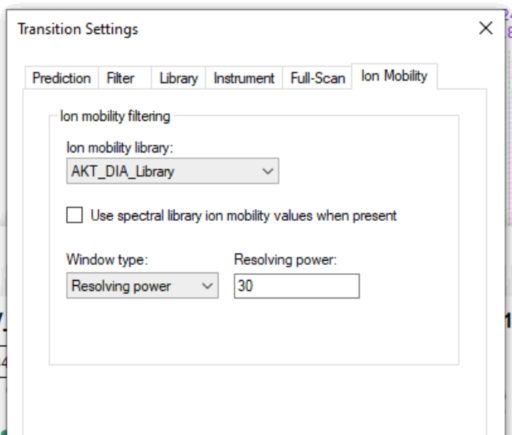 Transition Settings
Prediction Filter Library Instrument Full-Scan Ion Mobility
Ion mobility filtering
Ion mobility library:
AKT_DIA_Library
Use spectral library ion mobility values when present
Window type: Resolving power:
Resolving power 30